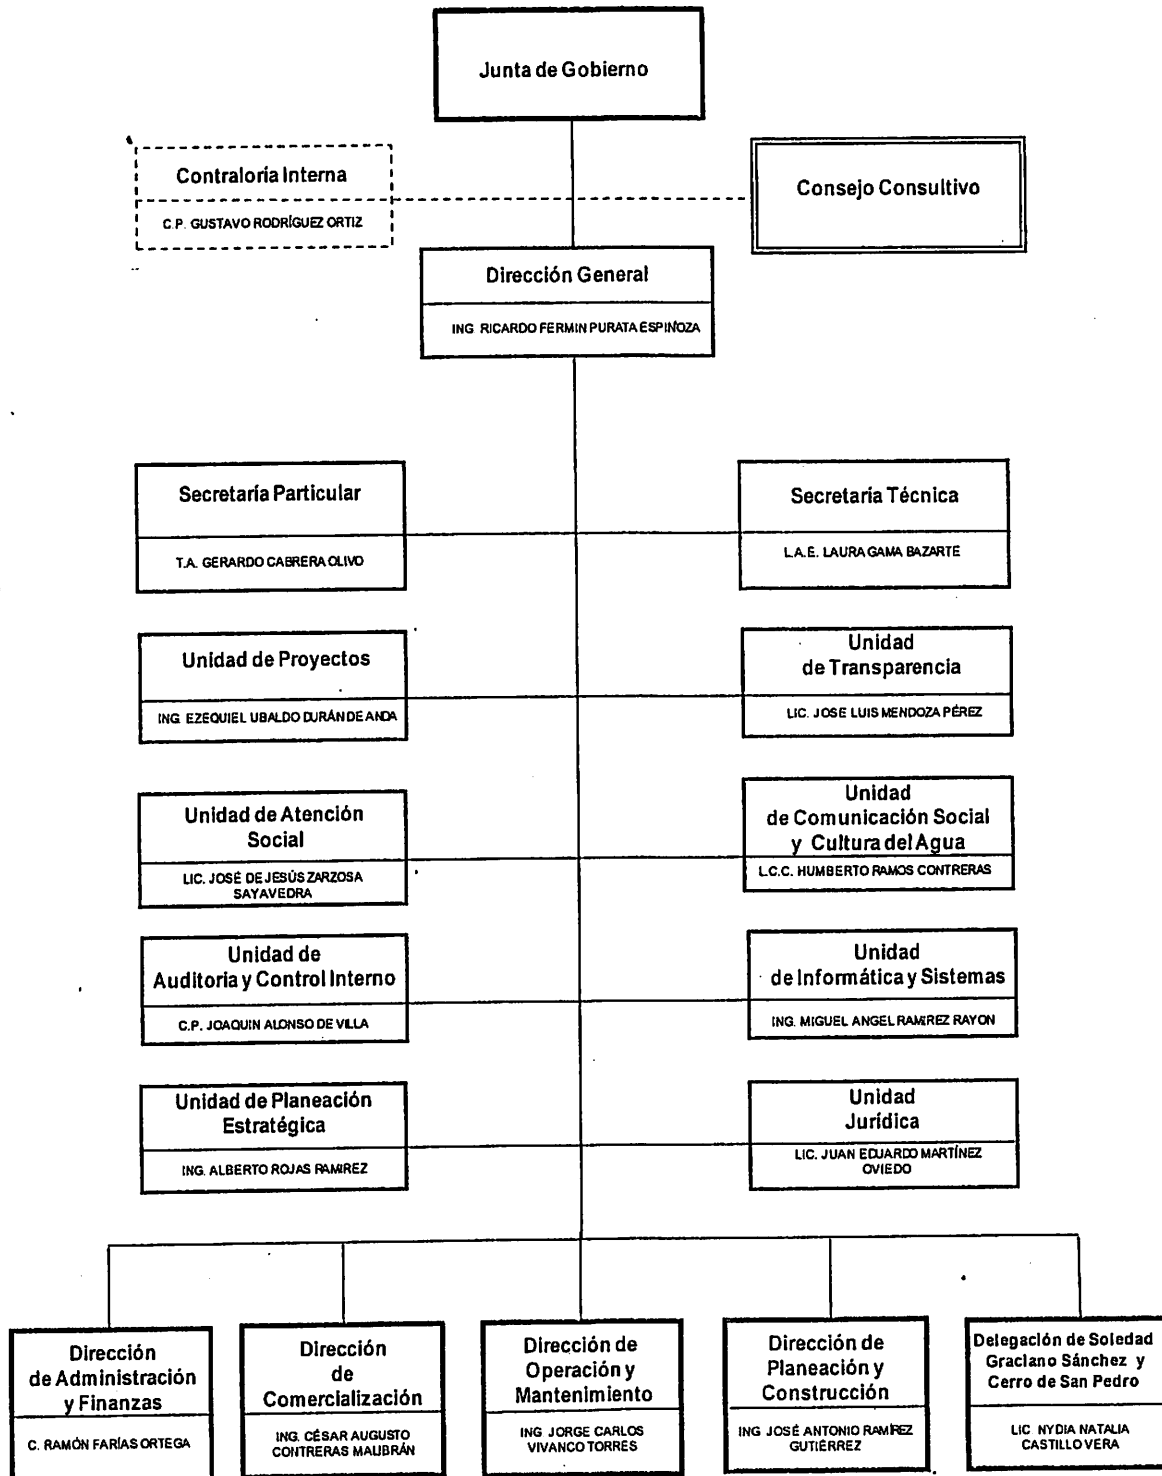 Junta de Gobierno
Contraloría Interna
C.P. GUSTAVO RODRÍGUEZ ORTIZ
Consejo Consultivo
Dirección General
ING RICARDO FERMIN PURATA ESPINOZA
Secretaría Particular
T.A. GERARDO CABRERA OLIVO
Secretaría Técnica
L.A.E. LAURA GAMA BAZARTE
Unidad de Proyectos
ING. EZEQUIEL UBALDO DURÁN DE ANDA
Unidad
de Transparencia
LIC. JOSE LUIS MENDOZA PÉREZ
Unidad de Atención
Social
LIC. JOSÉ DE JESÚS ZARZOSA
SAYAVEDRA
Unidad
de Comunicación Social
y Cultura del Agua
L.C.C. HUMBERTO RAMOS CONTRERAS
Unidad de
Auditoria y Control Interno
C.P. JOAQUIN ALONSO DE VILLA
Unidad
de Informática y Sistemas
ING. MIGUEL ANGEL RAMIREZ RAYON
Unidad de Planeación
Estratégica
ING. ALBERTO ROJAS RAMIREZ
Unidad
Jurídica
LIC. JUAN EDUARDO MARTÍNEZ
OVIEDO
Dirección
de Administración
y Finanzas
C. RAMÓN FARÍAS ORTEGA
Dirección
de
Comercialización
ING. CÉSAR AUGUSTO
CONTRERAS MALIBRÁN
Dirección de
Operación y
Mantenimiento
ING JORGE CARLOS
VIVANCO TORRES
Dirección de
Planeación y
Construcción
ING JOSÉ ANTONIO RAMÍREZ
GUTIÉRREZ
Delegación de Soledad
Graciano Sánchez y
Cerro de San Pedro
LIC. NYDIA NATALIA
CASTILLO VERA